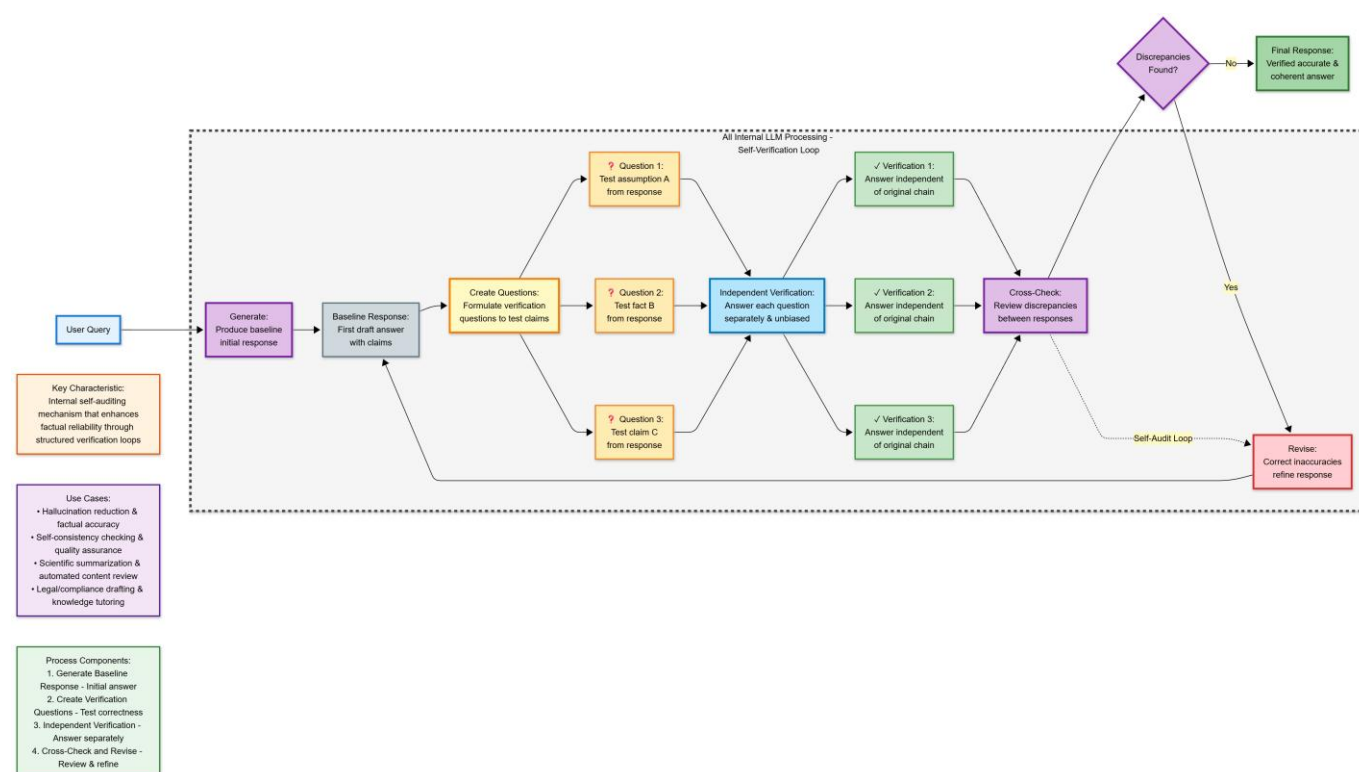 Discrepancies
Found?
No
Final Response:
Verified accurate &
coherent answer
All Internal LLM Processing -
Self-Verification Loop
❓ Question 1:
Test assumption A
from response
✓ Verification 1:
Answer independent
of original chain
User Query
Generate:
Produce baseline
initial response
Baseline Response:
First draft answer
with claims
Create Questions:
Formulate verification
questions to test claims
❓ Question 2:
Test fact B
from response
Independent Verification:
Answer each question
separately & unbiased
✓ Verification 2:
Answer independent
of original chain
Cross-Check:
Review discrepancies
between responses
Yes
❓ Question 3:
Test claim C
from response
✓ Verification 3:
Answer independent
of original chain
Self-Audit Loop
Revise:
Correct inaccuracies
refine response
Key Characteristic:
Internal self-auditing
mechanism that enhances
factual reliability through
structured verification loops
Use Cases:
• Hallucination reduction &
factual accuracy
• Self-consistency checking &
quality assurance
• Scientific summarization &
automated content review
• Legal/compliance drafting &
knowledge tutoring
Process Components:
1. Generate Baseline
Response - Initial answer
2. Create Verification
Questions - Test correctness
3. Independent Verification -
Answer separately
4. Cross-Check and Revise -
Review & refine